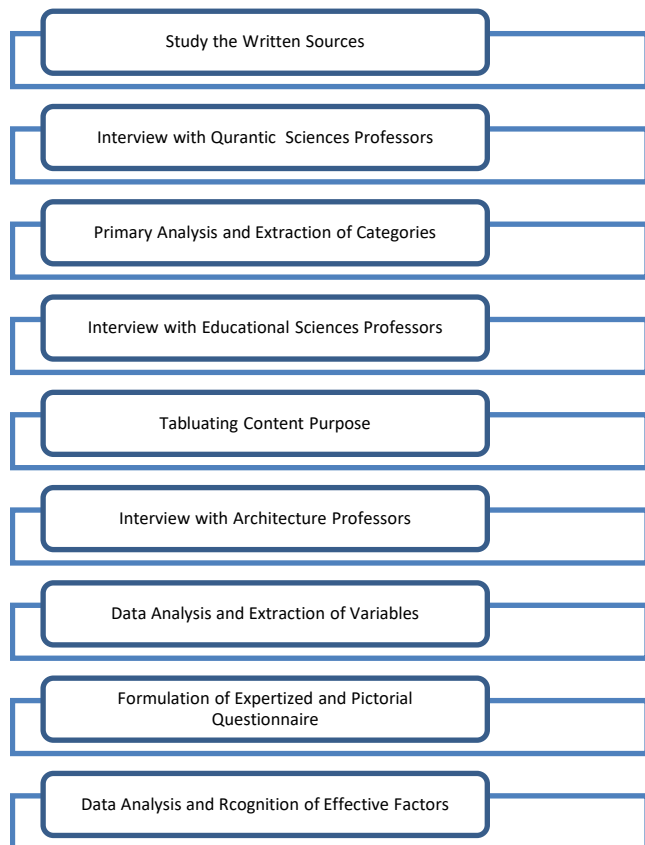 Study the Written Sources
Interview with Qurantic Sciences Professors
Primary Analysis and Extraction of Categories
Interview with Educational Sciences Professors
Tabluating Content Purpose
Interview with Architecture Professors
Data Analysis and Extraction of Variables
Formulation of Expertized and Pictorial
Questionnaire
Data Analysis and Rcognition of Effective Factors